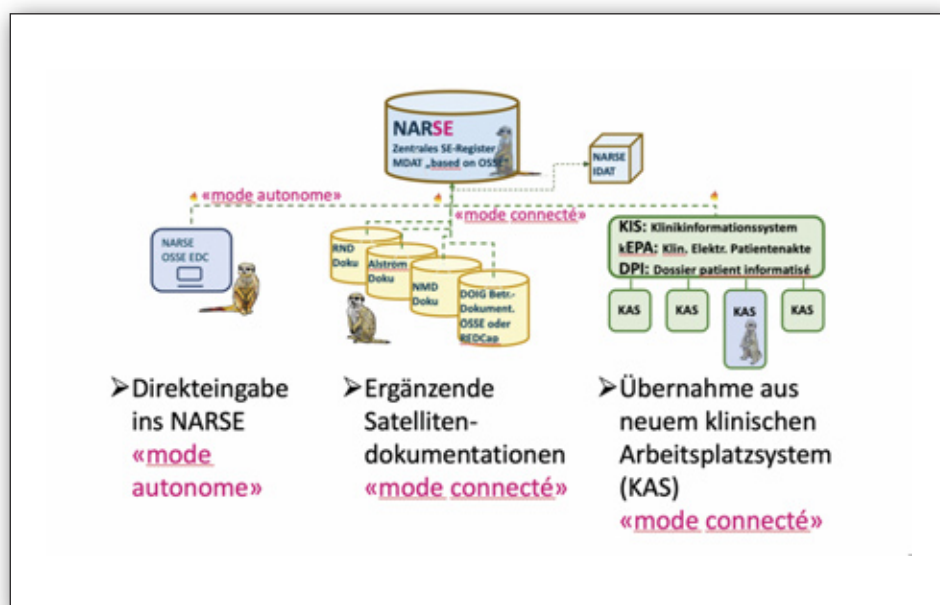 NARSE
Zentrales SE-Register
MDAT „based on OSSE“
NARSE
IDAT
«mode autonome»
«mode connecté»
NARSE
OSSE EDC
RND
Doku
Alström
Doku
NMD
Doku
DOIG Betr.-
Dokument.
OSSE oder
REDCap
KIS: Klinikinformationssystem
kEPA: Klin. Elektr. Patientenakte
DPI: Dossier patient informatisé
KAS
KAS
KAS
KAS
➢Direkteingabe
ins NARSE
«mode
autonome»
➢Ergänzende
Satelliten-
dokumentationen
«mode connecté»
➢Übernahme aus
neuem klinischen
Arbeitsplatzsystem
(KAS)
«mode connecté»